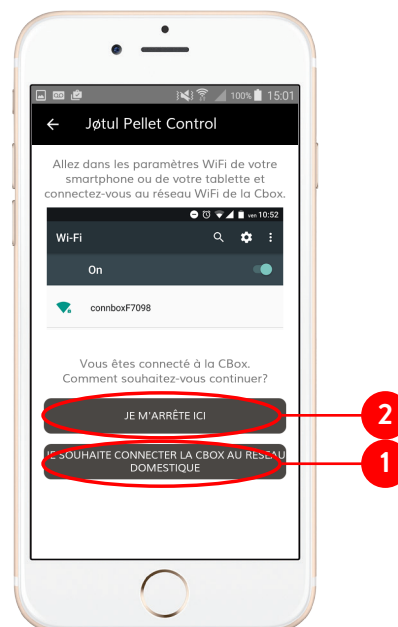 100% 15:01
Jøtul Pellet Control
Allez dans les paramètres WiFi de votre
smartphone ou de votre tablette et
connectez-vous au réseau WiFi de la Cbox.
ven 10:52
Wi-Fi
On
connboxF7098
Vous êtes connecté à la CBox.
Comment souhaitez-vous continuer?
JE M'ARRÊTE ICI
2
JE SOUHAITE CONNECTER LA CBOX AU RÉSEAU
DOMESTIQUE
1